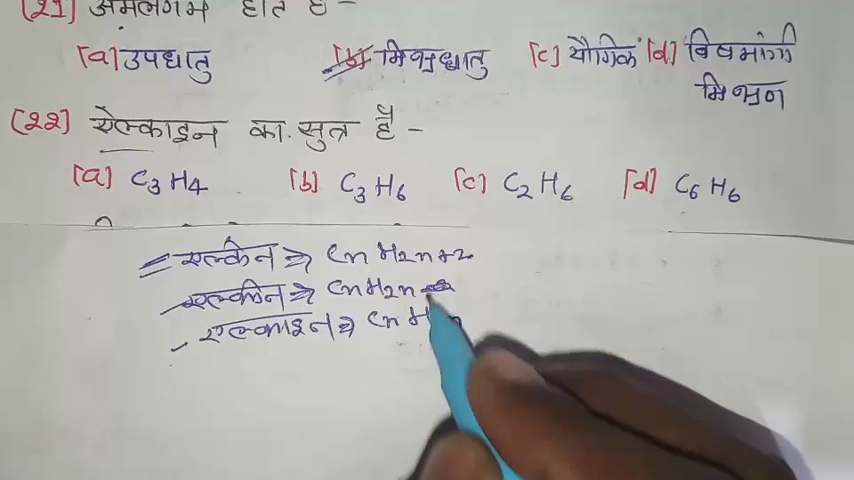 (21) अमलगम होते है -
(a) उपधातु (b) मिश्रधातु (c) यौगिक (d) विषमांगी
मिश्रण
(22) ऐल्काइन का सुत्र है -
(a) C3H4 (b) C3H6 (c) C2H6 (d) C6H6
एल्केन ⇒ CnH2n+2
एल्कीन ⇒ CnH2n
एल्काइन ⇒ CnH